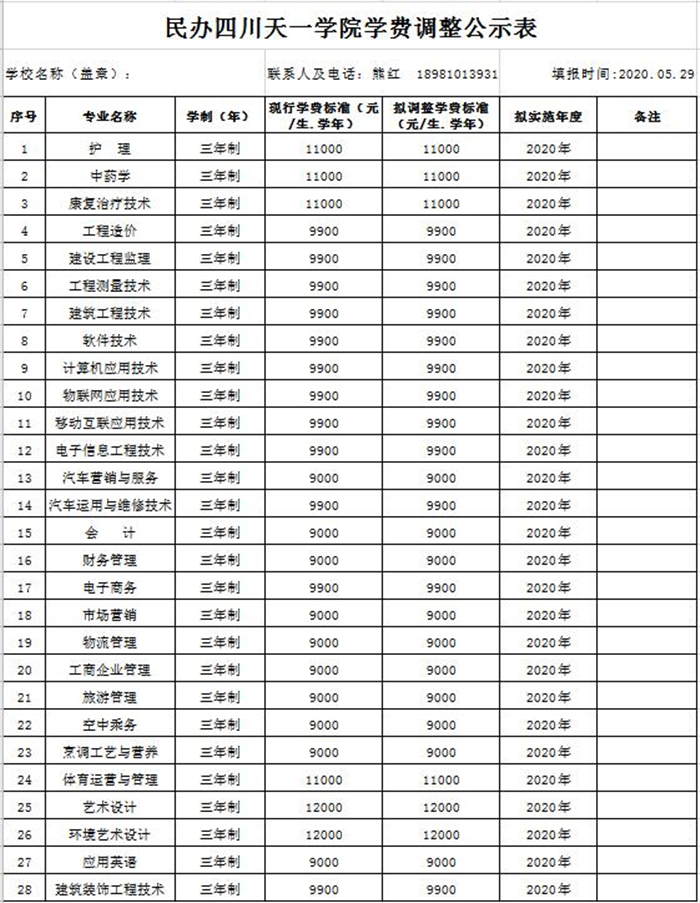 民办四川天一学院学费调整公示表
学校名称（盖章）： 联系人及电话：熊红 18981013931 填报时间:2020.05.29
序号 专业名称 学制（年） 现行学费标准（元/生.学年） 拟调整学费标准（元/生.学年） 拟实施年度 备注
1 护 理 三年制 11000 11000 2020年
2 中药学 三年制 11000 11000 2020年
3 康复治疗技术 三年制 11000 11000 2020年
4 工程造价 三年制 9900 9900 2020年
5 建设工程监理 三年制 9900 9900 2020年
6 工程测量技术 三年制 9900 9900 2020年
7 建筑工程技术 三年制 9900 9900 2020年
8 软件技术 三年制 9900 9900 2020年
9 计算机应用技术 三年制 9900 9900 2020年
10 物联网应用技术 三年制 9900 9900 2020年
11 移动互联应用技术 三年制 9900 9900 2020年
12 电子信息工程技术 三年制 9900 9900 2020年
13 汽车营销与服务 三年制 9000 9000 2020年
14 汽车运用与维修技术 三年制 9900 9900 2020年
15 会 计 三年制 9000 9000 2020年
16 财务管理 三年制 9000 9000 2020年
17 电子商务 三年制 9900 9900 2020年
18 市场营销 三年制 9000 9000 2020年
19 物流管理 三年制 9000 9000 2020年
20 工商企业管理 三年制 9000 9000 2020年
21 旅游管理 三年制 9000 9000 2020年
22 空中乘务 三年制 9000 9000 2020年
23 烹调工艺与营养 三年制 9000 9000 2020年
24 体育运营与管理 三年制 11000 11000 2020年
25 艺术设计 三年制 12000 12000 2020年
26 环境艺术设计 三年制 12000 12000 2020年
27 应用英语 三年制 9000 9000 2020年
28 建筑装饰工程技术 三年制 9900 9900 2020年